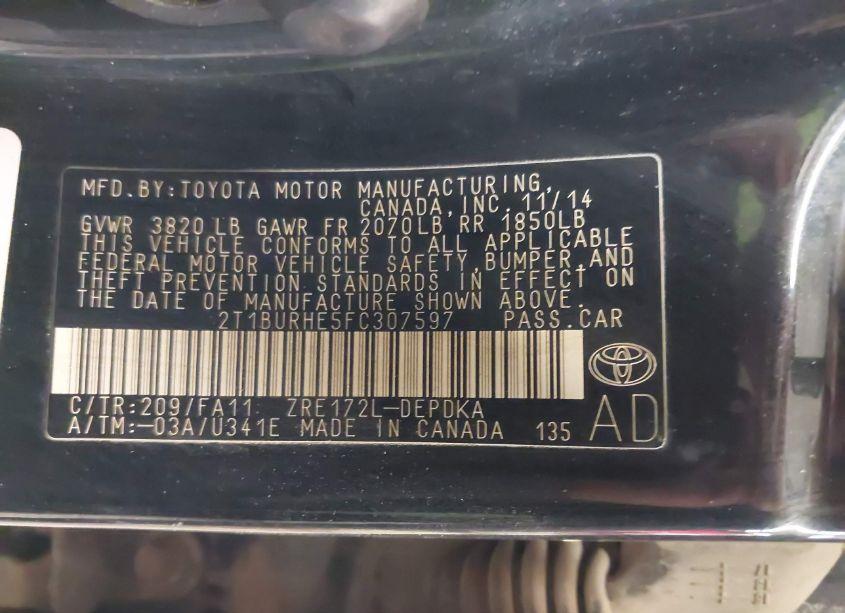 MFD.BY:TOYOTA MOTOR MANUFACTURING,
CANADA,INC. 11/14
GVWR 3820 LB GAWR FR 2070LB RR 1850LB
THIS VEHICLE CONFORMS TO ALL APPLICABLE
FEDERAL MOTOR VEHICLE SAFETY,BUMPER,AND
THEFT PREVENTION STANDARDS IN EFFECT ON
THE DATE OF MANUFACTURE SHOWN ABOVE.
2T1BURHE5FC307597 PASS.CAR
C/TR:209/FA11 ZRE172L-DEPDKA
A/TM:-03A/U341E MADE IN CANADA 135 AD